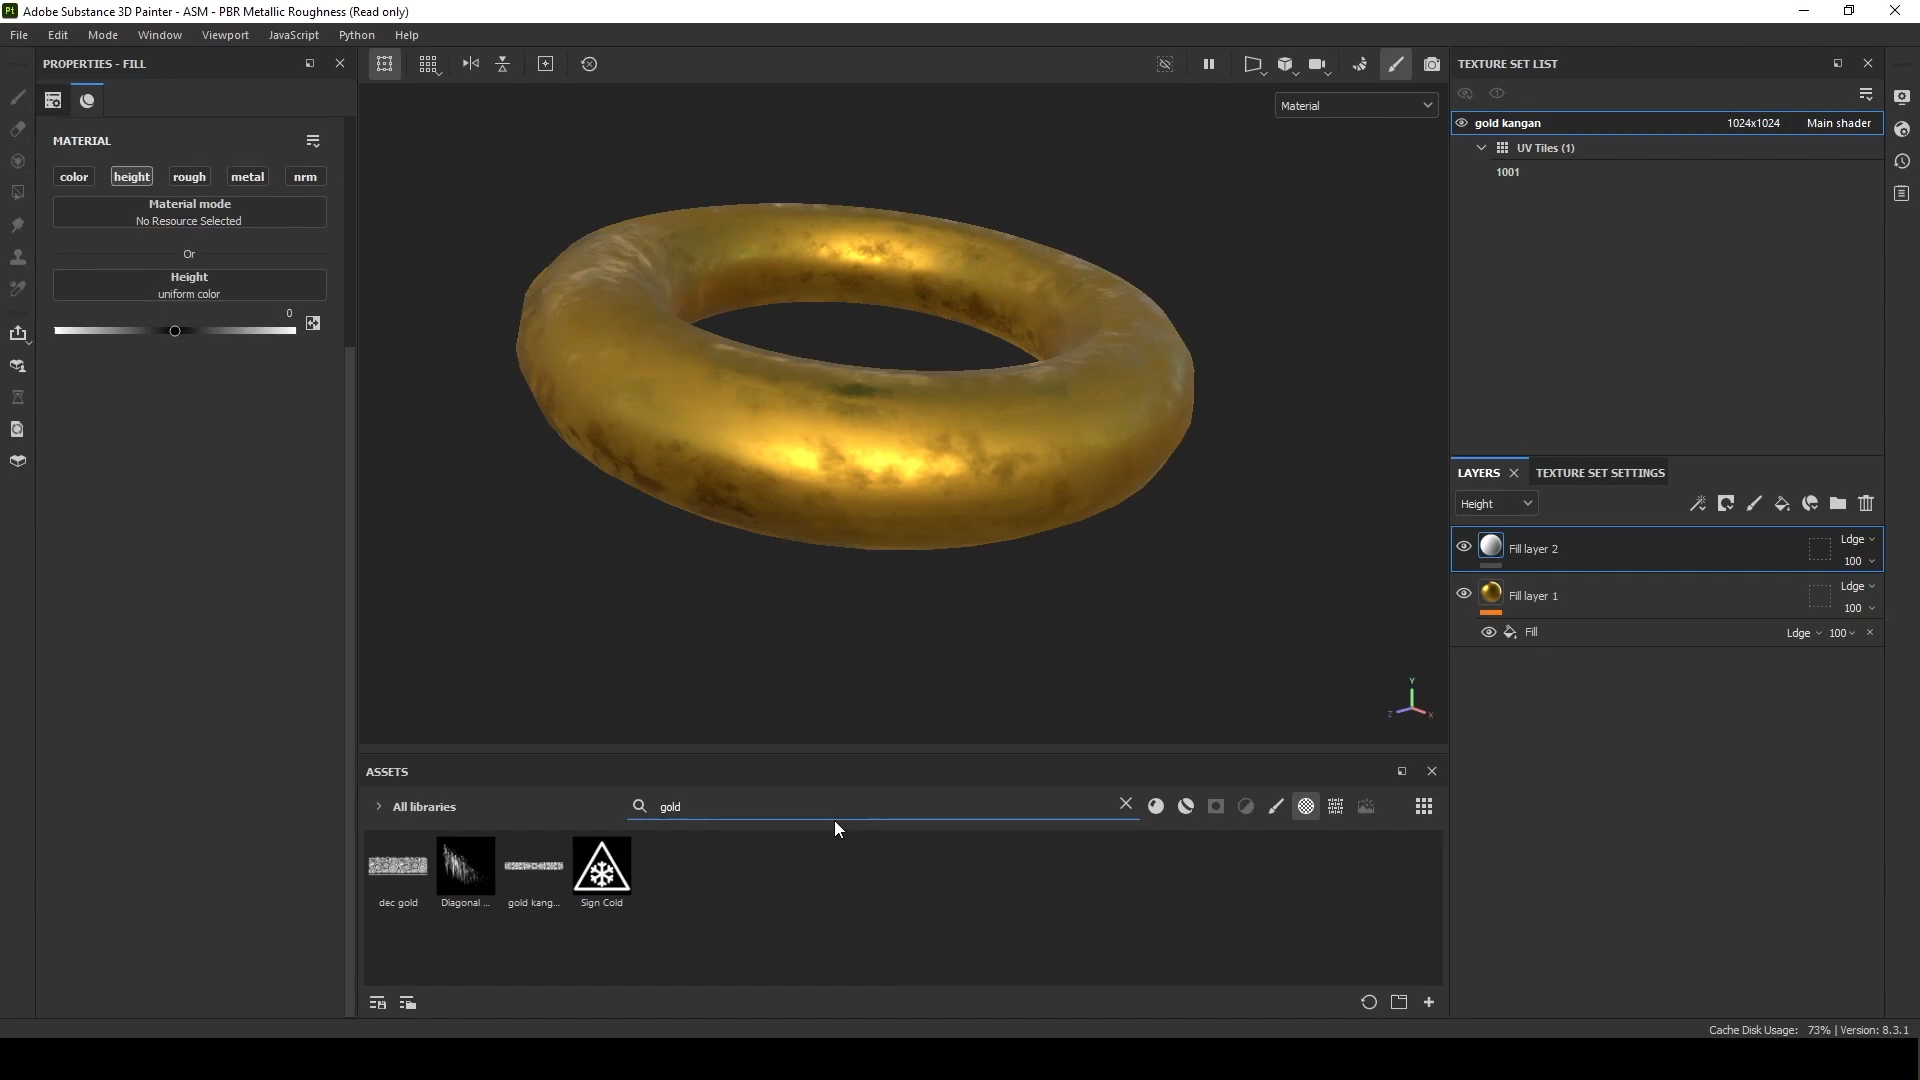 Adobe Substance 3D Painter - ASM - PBR Metallic Roughness (Read only)
File Edit Mode Window Viewport JavaScript Python Help
PROPERTIES - FILL
MATERIAL
color height rough metal nrm
Material mode
No Resource Selected
Or
Height
uniform color
0
Material
Y
Z
X
ASSETS
All libraries
gold
dec gold
Diagonal ...
gold kang...
Sign Cold
TEXTURE SET LIST
gold kangan 1024x1024 Main shader
UV Tiles (1)
1001
LAYERS TEXTURE SET SETTINGS
Height
Fill layer 2 Ldge
100
Fill layer 1 Ldge
100
Fill Ldge 100
Cache Disk Usage: 73% | Version: 8.3.1